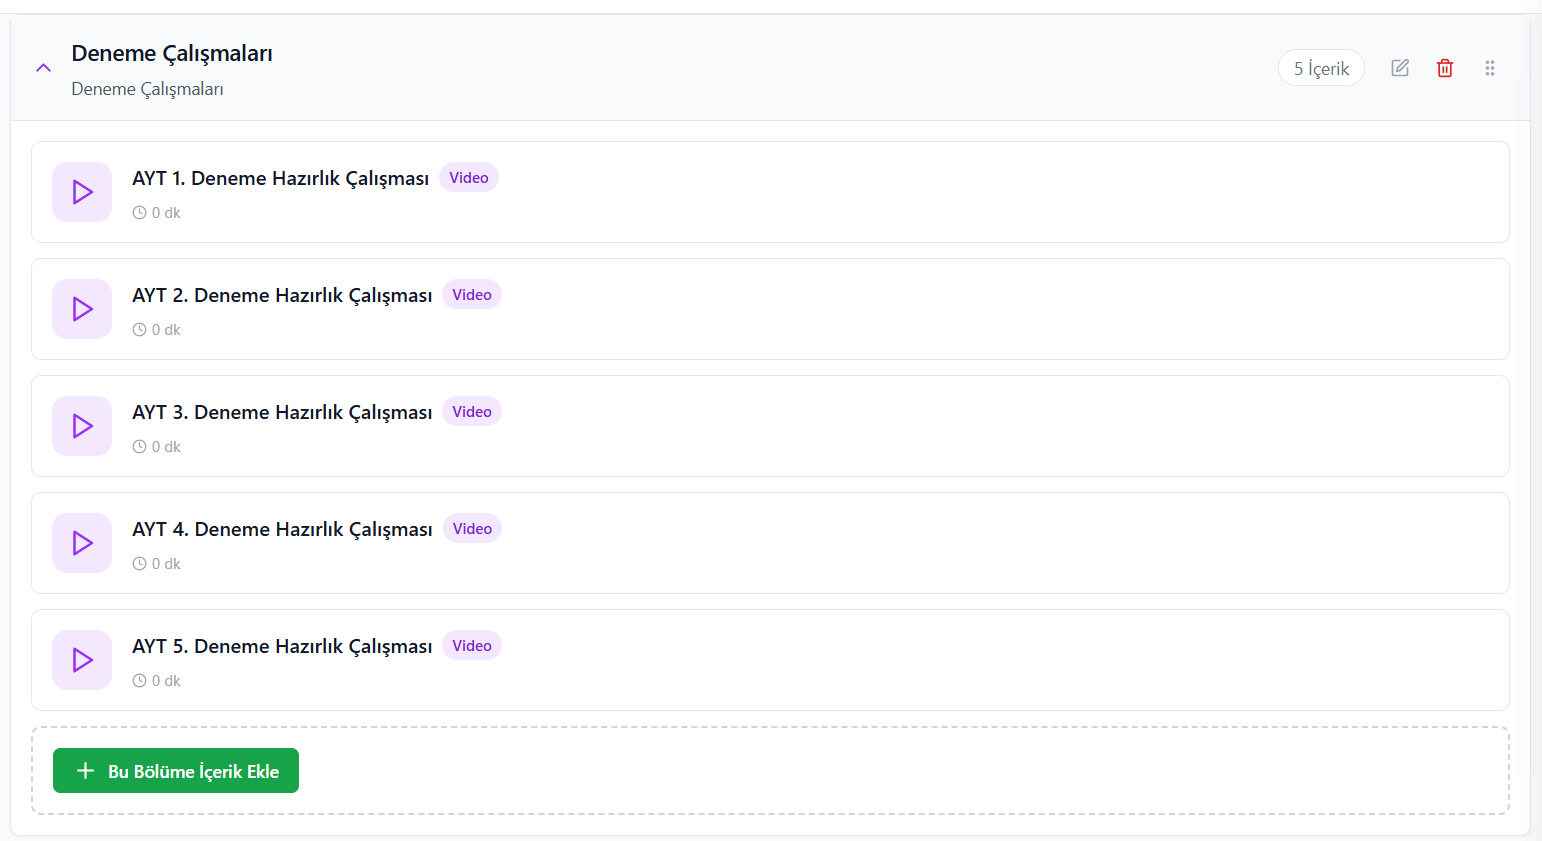 Deneme Çalışmaları
Deneme Çalışmaları
5 İçerik
AYT 1. Deneme Hazırlık Çalışması Video
0 dk
AYT 2. Deneme Hazırlık Çalışması Video
0 dk
AYT 3. Deneme Hazırlık Çalışması Video
0 dk
AYT 4. Deneme Hazırlık Çalışması Video
0 dk
AYT 5. Deneme Hazırlık Çalışması Video
0 dk
Bu Bölüme İçerik Ekle